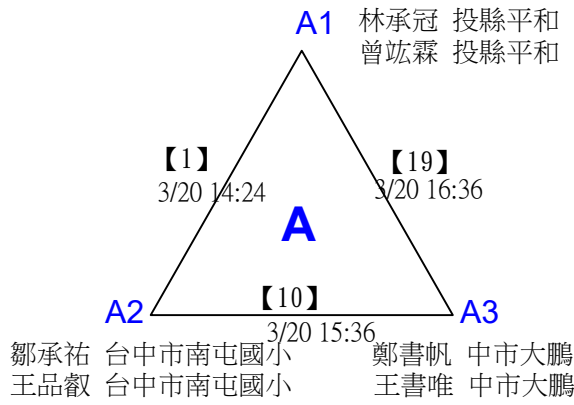 A1 林承冠 投縣平和
曾竑霖 投縣平和
【1】
3/20 14:24
【19】
3/20 16:36
A
【10】
3/20 15:36
A2
A3
鄒承祐 台中市南屯國小
王品叡 台中市南屯國小
鄭書帆 中市大鵬
王書唯 中市大鵬